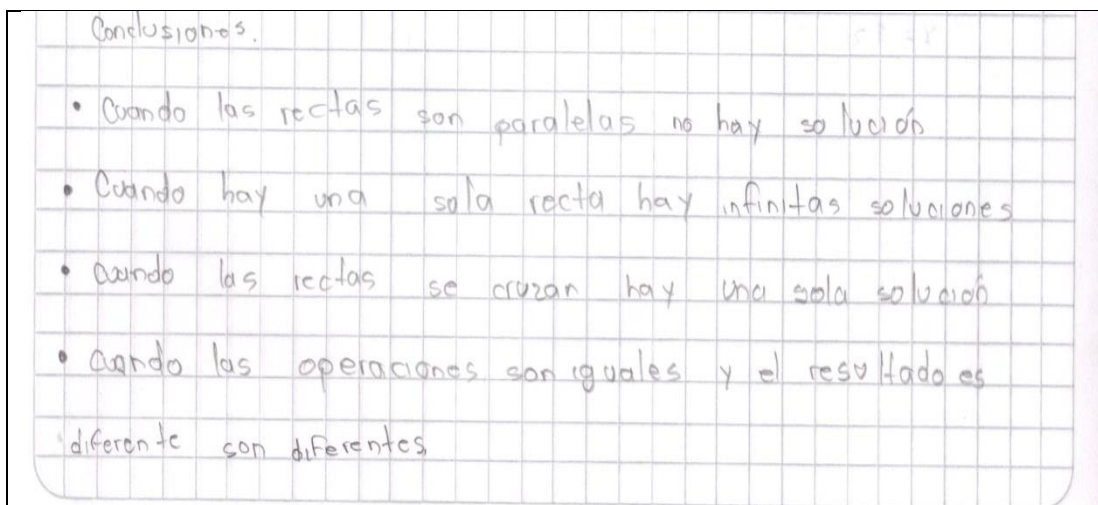 Conclusiones.
• Cuando las rectas son paralelas no hay solución
• Cuando hay una sola recta hay infinitas soluciones
• Cuando las rectas se cruzan hay una sola solución
• Cuando las operaciones son iguales y el resultado es
diferente son diferentes